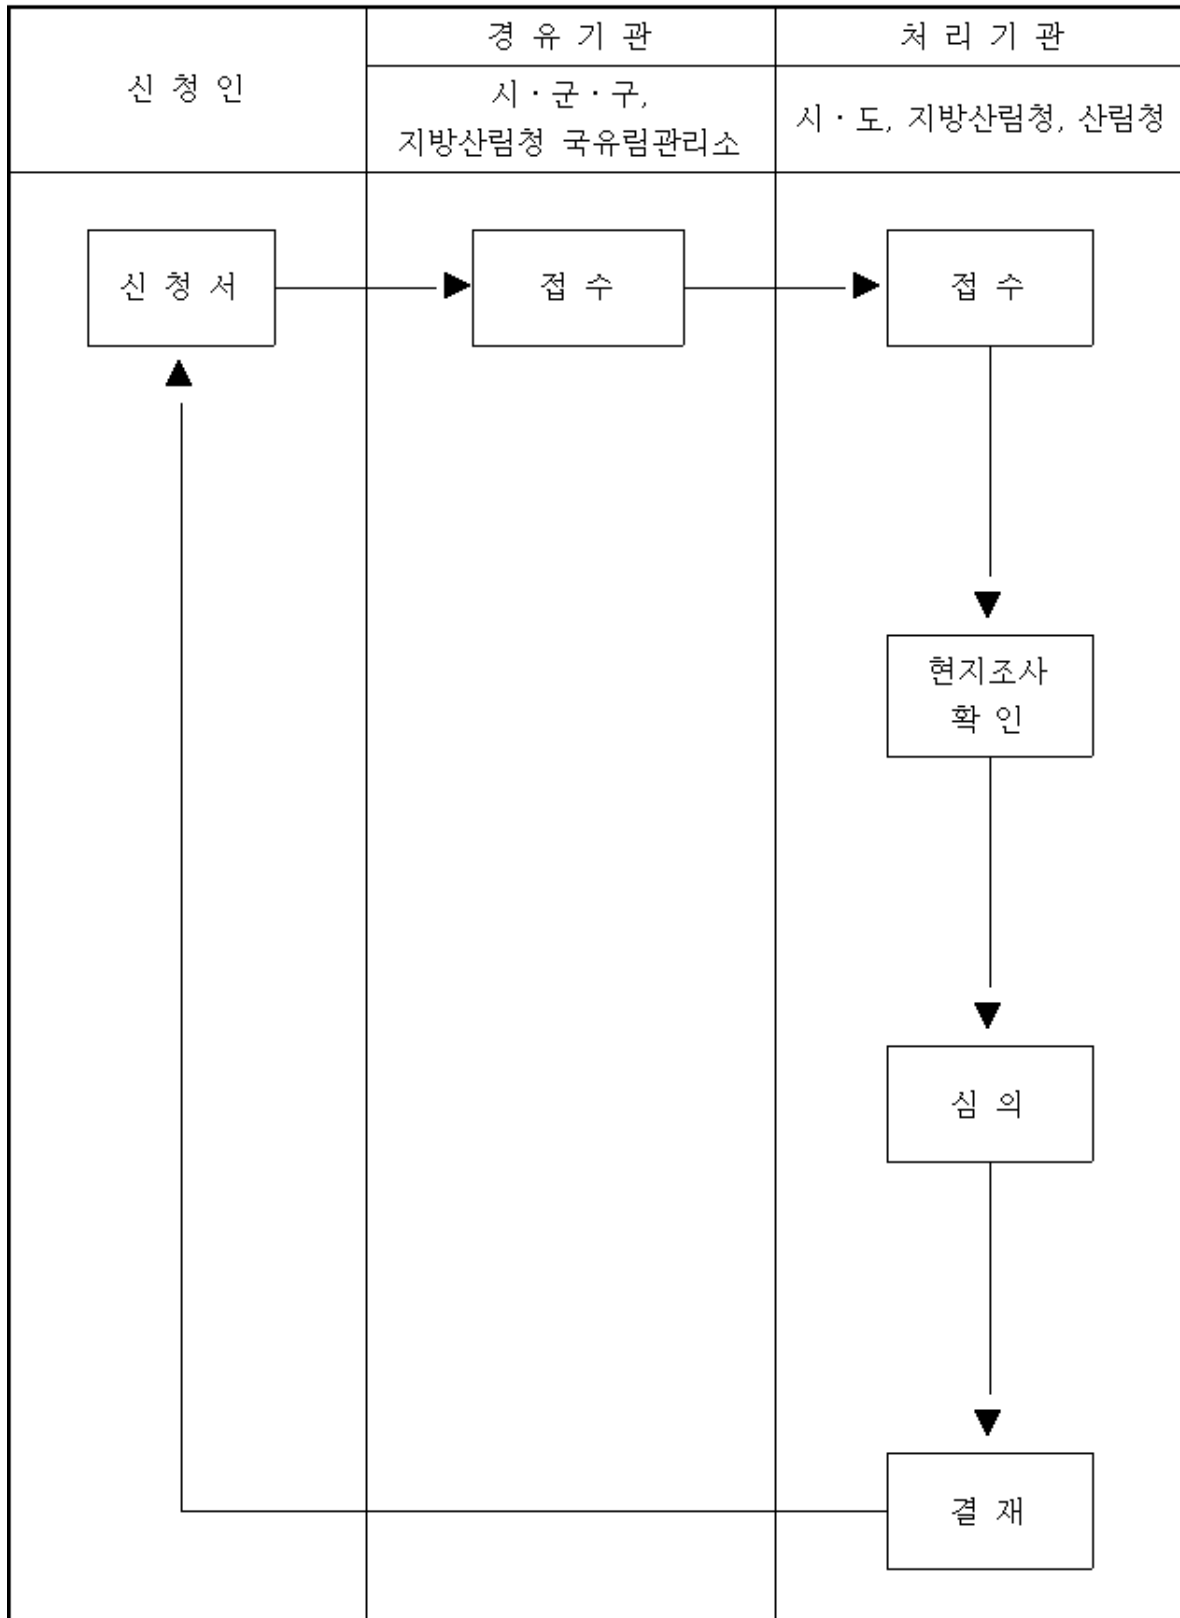 신 청 인
경 유 기 관
처 리 기 관
시 · 군 · 구,
지방산림청 국유림관리소
시 · 도, 지방산림청, 산림청
신 청 서
접 수
접 수
현지조사
확 인
심 의
결 재